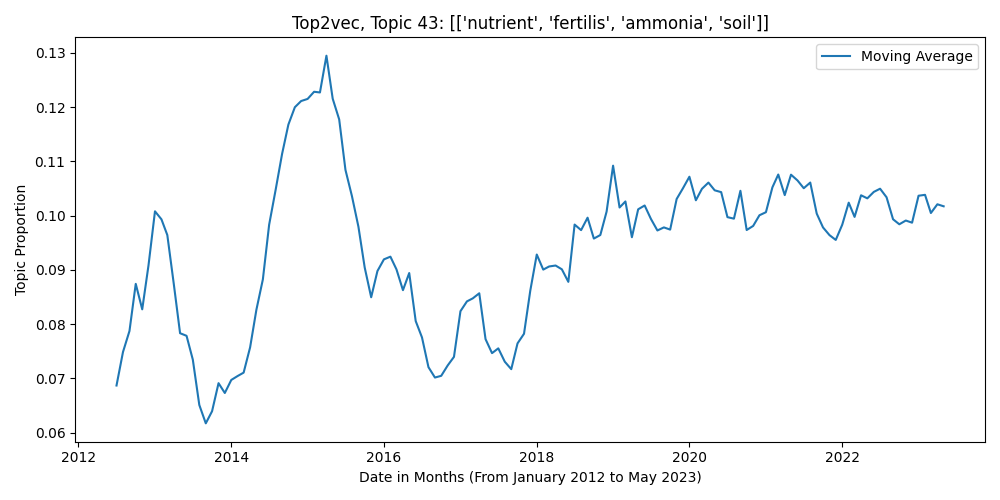 Top2vec, Topic 43: [['nutrient', 'fertilis', 'ammonia', 'soil']]
Moving Average
0.13
0.12
0.11
0.10
0.09
0.08
0.07
0.06
Topic Proportion
2012 2014 2016 2018 2020 2022
Date in Months (From January 2012 to May 2023)